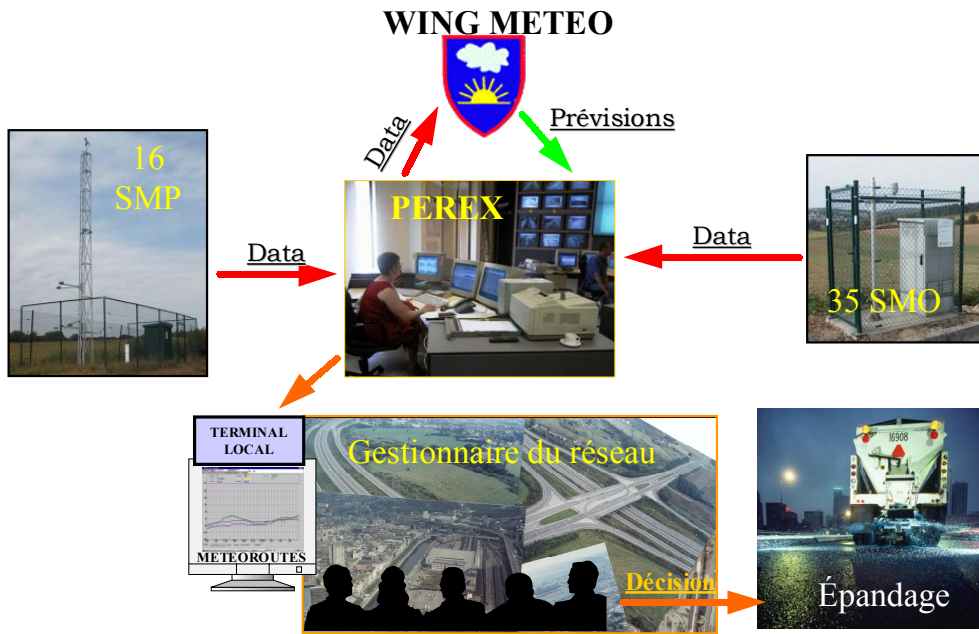 WING METEO
Data
Prévisions
16
SMP
PEREX
Data
Data
35 SMO
TERMINAL
LOCAL
METEOROUTES
Gestionnaire du réseau
Décision
16908
Épandage